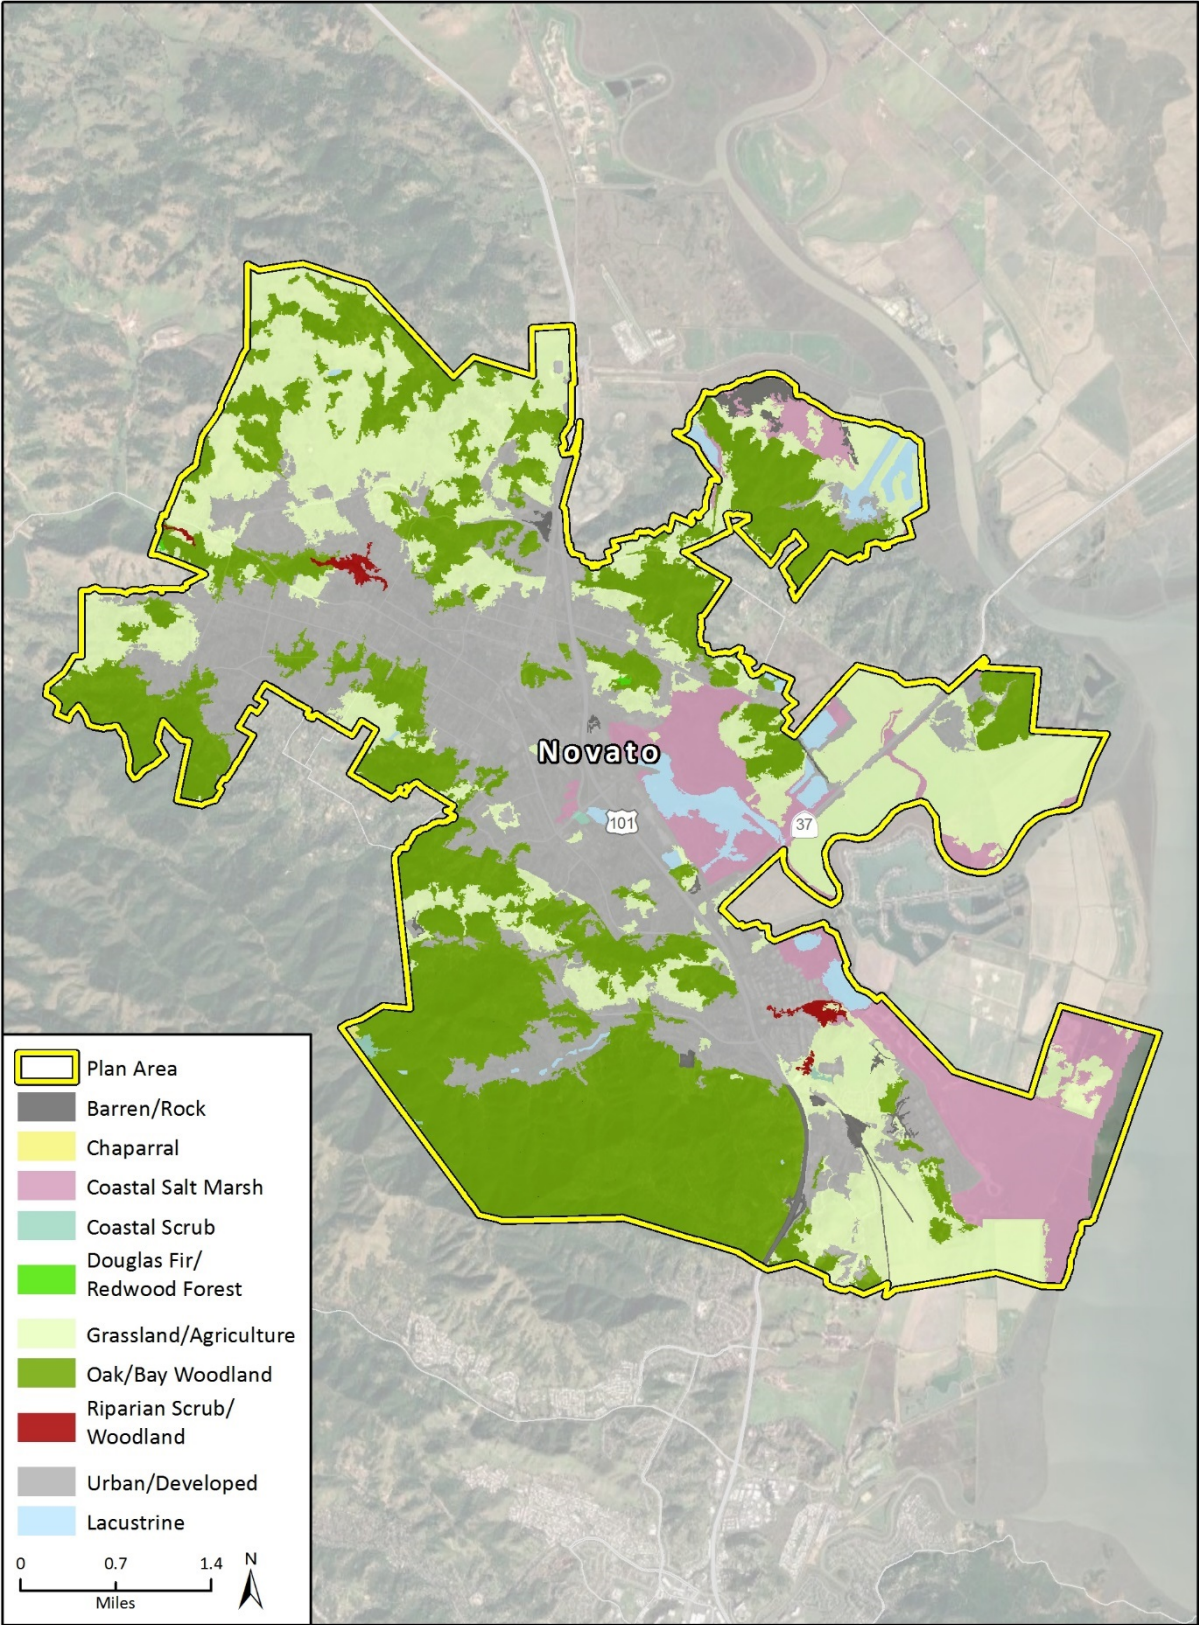 Novato
101
37
Plan Area
Barren/Rock
Chaparral
Coastal Salt Marsh
Coastal Scrub
Douglas Fir/
Redwood Forest
Grassland/Agriculture
Oak/Bay Woodland
Riparian Scrub/
Woodland
Urban/Developed
Lacustrine
0 0.7 1.4 N
Miles